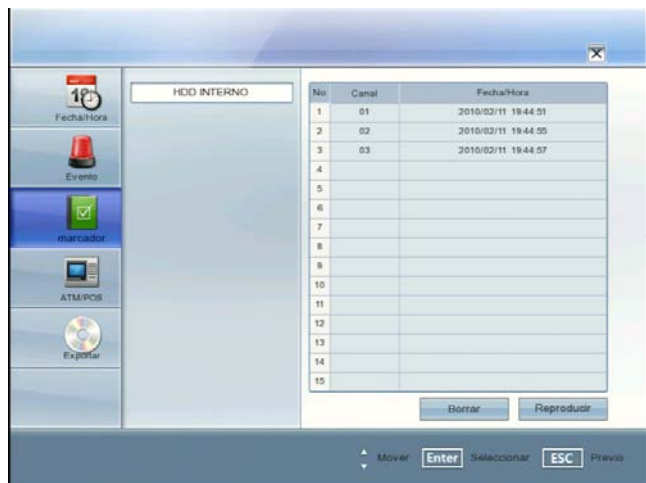 Fecha/Hora
Evento
marcador
ATM/POS
Exportar
HDD INTERNO
No Canal Fecha/Hora
1 01 2010/02/11 19:44:51
2 02 2010/02/11 19:44:55
3 03 2010/02/11 19:44:57
4
5
6
7
8
9
10
11
12
13
14
15
Borrar Reproducir
Mover Enter Seleccionar ESC Previo